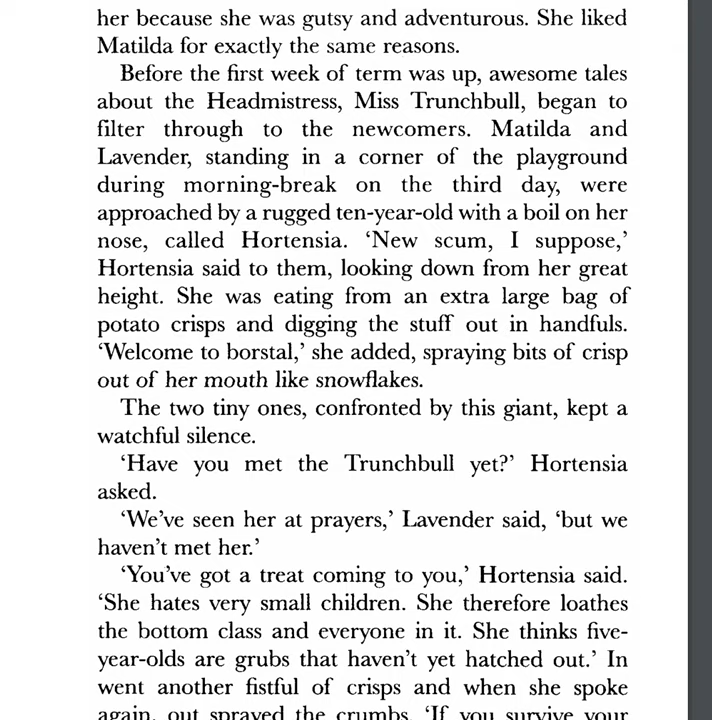 her because she was gutsy and adventurous. She liked
Matilda for exactly the same reasons.
Before the first week of term was up, awesome tales
about the Headmistress, Miss Trunchbull, began to
filter through to the newcomers. Matilda and
Lavender, standing in a corner of the playground
during morning-break on the third day, were
approached by a rugged ten-year-old with a boil on her
nose, called Hortensia. ‘New scum, I suppose,’
Hortensia said to them, looking down from her great
height. She was eating from an extra large bag of
potato crisps and digging the stuff out in handfuls.
‘Welcome to borstal,’ she added, spraying bits of crisp
out of her mouth like snowflakes.
The two tiny ones, confronted by this giant, kept a
watchful silence.
‘Have you met the Trunchbull yet?’ Hortensia
asked.
‘We’ve seen her at prayers,’ Lavender said, ‘but we
haven’t met her.’
‘You’ve got a treat coming to you,’ Hortensia said.
‘She hates very small children. She therefore loathes
the bottom class and everyone in it. She thinks five-
year-olds are grubs that haven’t yet hatched out.’ In
went another fistful of crisps and when she spoke
again, out sprayed the crumbs. ‘If you survive your